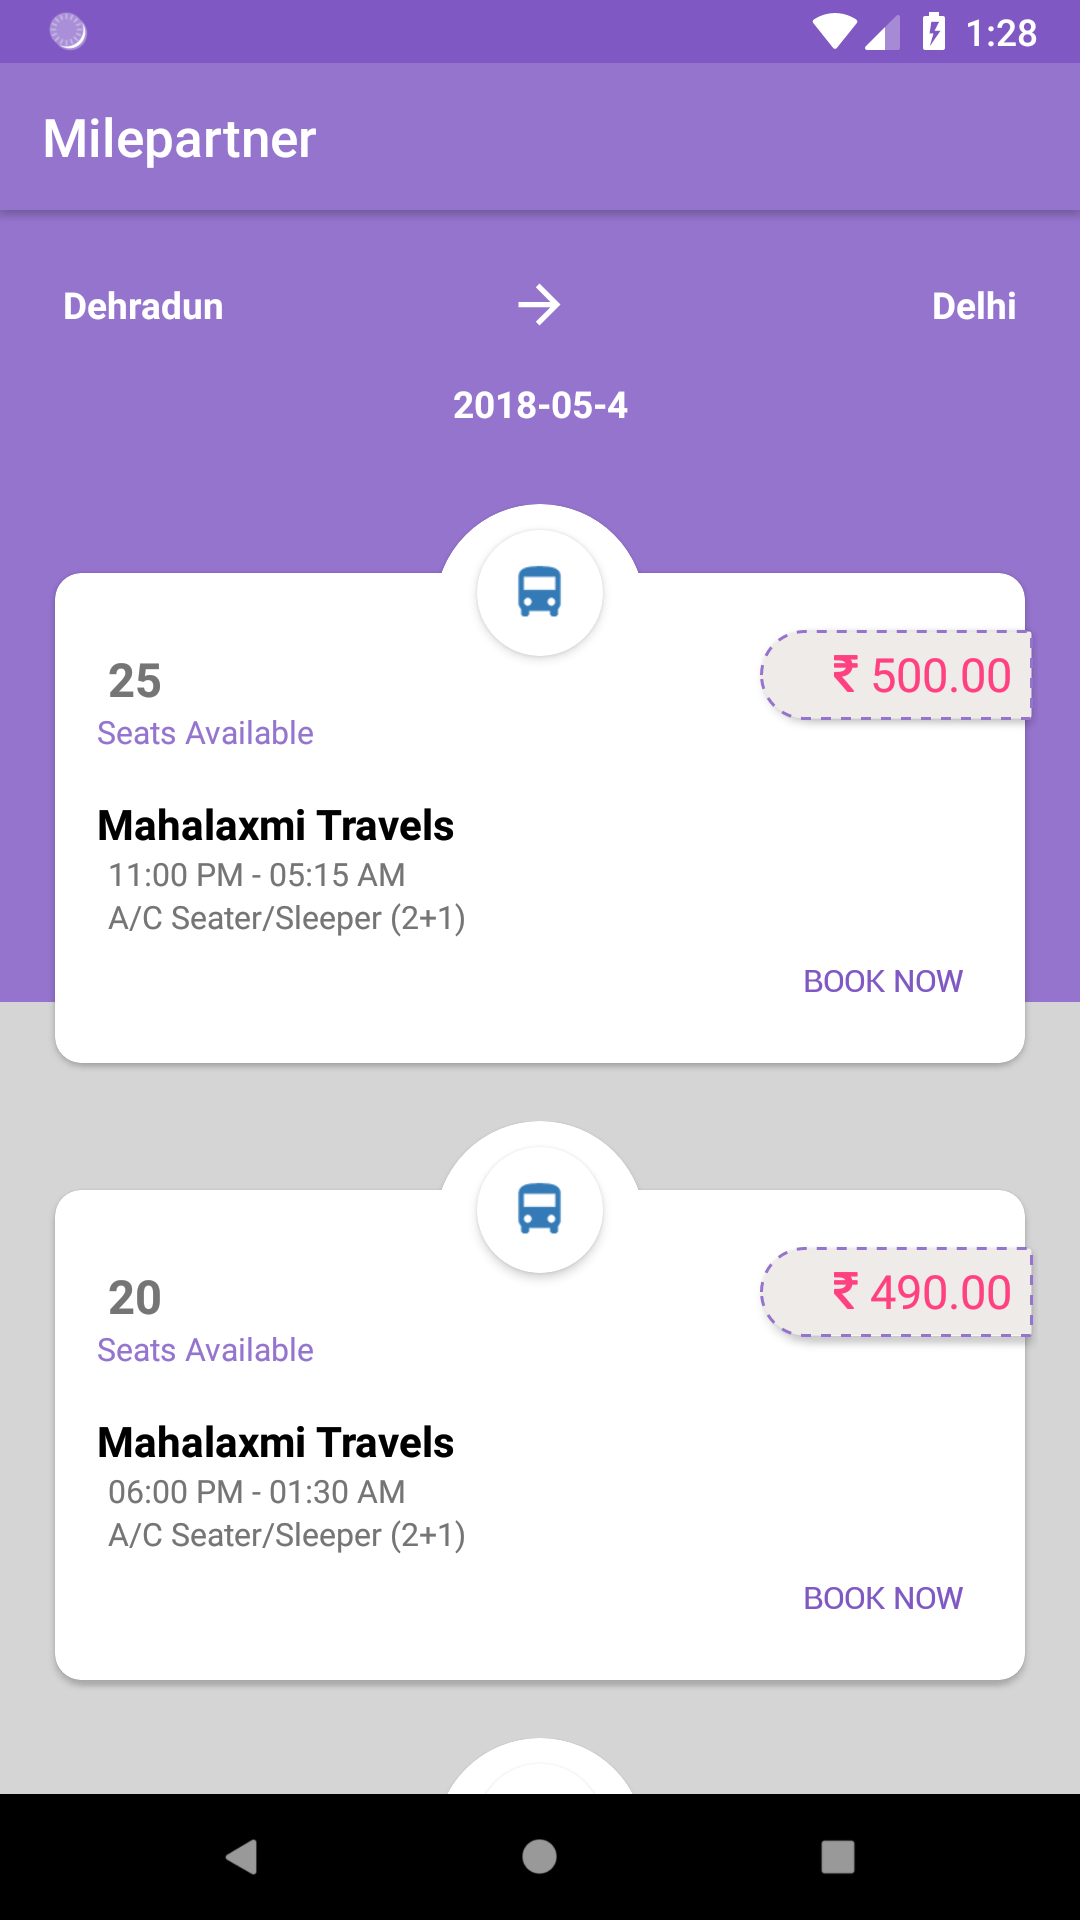 1:28
Milepartner
Dehradun
Delhi
2018-05-4
25
₹ 500.00
Seats Available
Mahalaxmi Travels
11:00 PM - 05:15 AM
A/C Seater/Sleeper (2+1)
BOOK NOW
20
₹ 490.00
Seats Available
Mahalaxmi Travels
06:00 PM - 01:30 AM
A/C Seater/Sleeper (2+1)
BOOK NOW